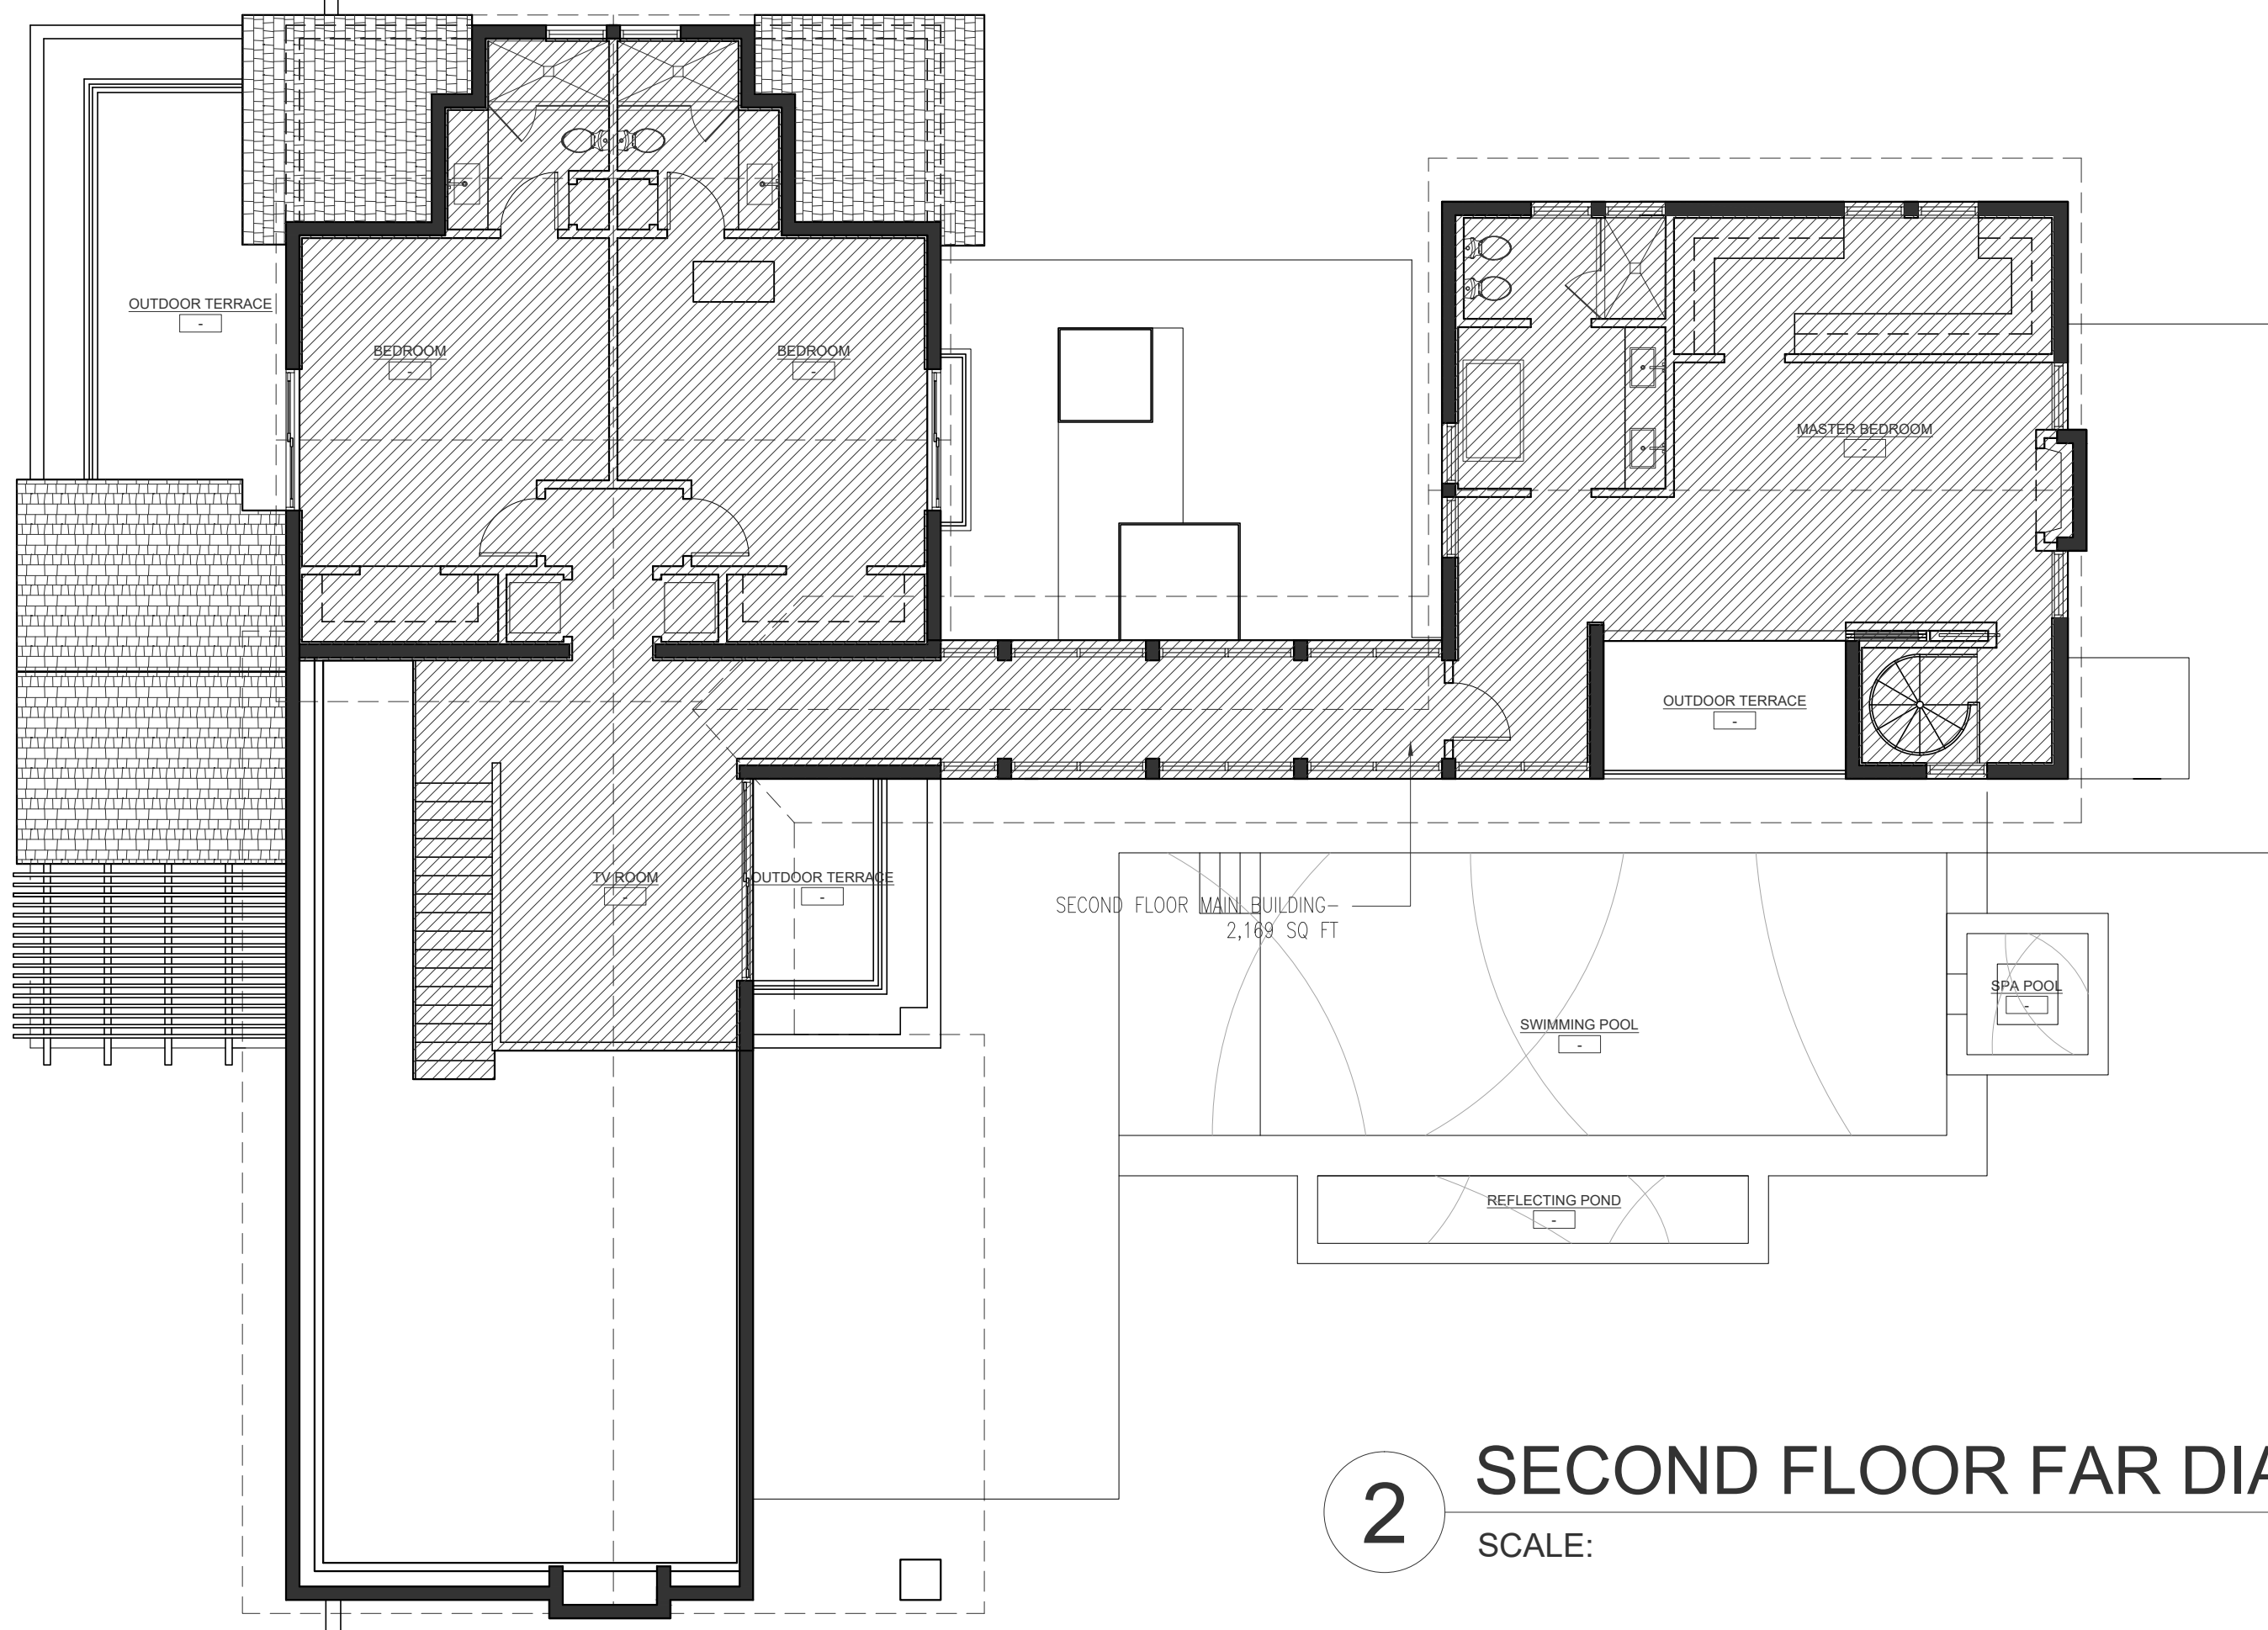 OUTDOOR TERRACE
-
BEDROOM
-
BEDROOM
-
MASTER BEDROOM
-
OUTDOOR TERRACE
-
TV ROOM
-
OUTDOOR TERRACE
-
SECOND FLOOR MAIN BUILDING-
2,169 SQ FT
SPA POOL
-
SWIMMING POOL
-
REFLECTING POND
-
2
SECOND FLOOR FAR DIA
SCALE: